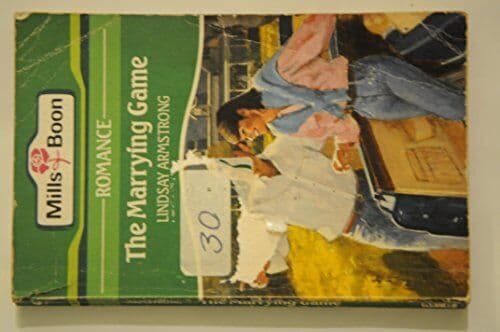 Mills & Boon
ROMANCE
The Marrying Game
LINDSAY ARMSTRONG
30
The Marrying Game